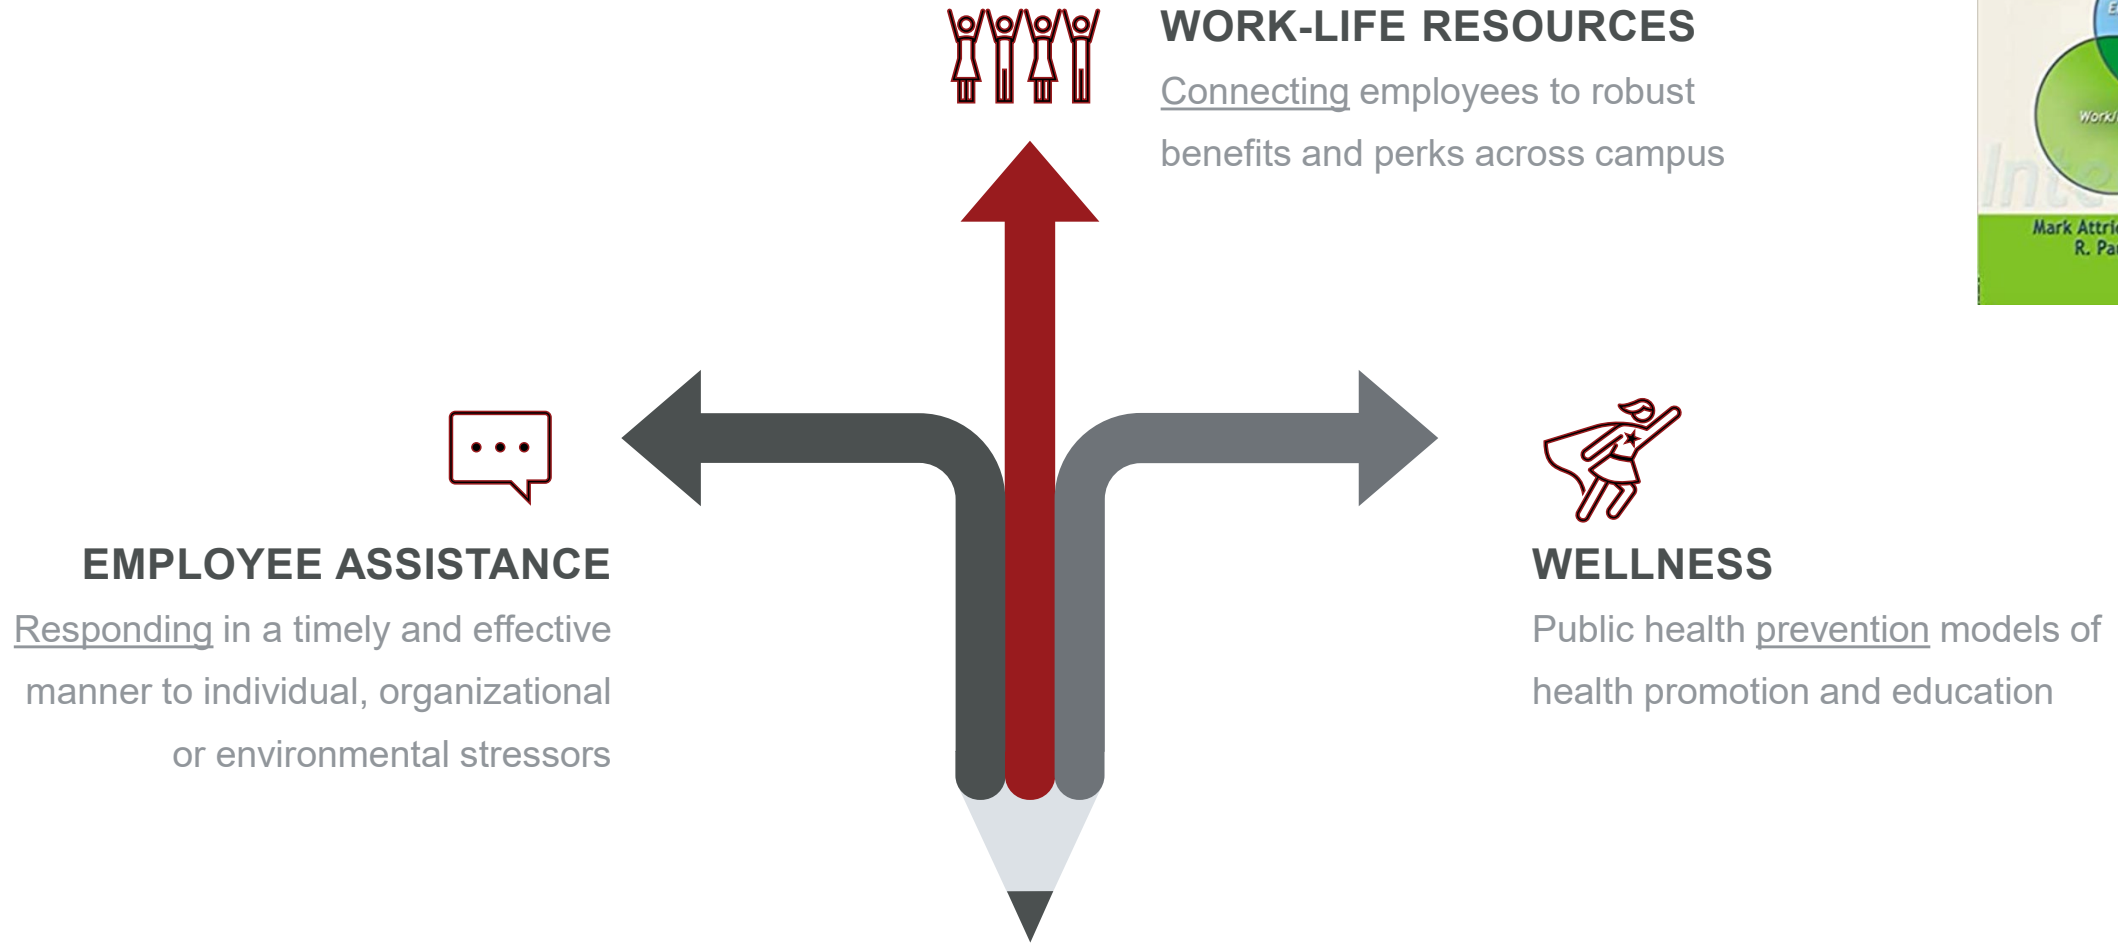 WORK-LIFE RESOURCES
Connecting employees to robust
benefits and perks across campus
EMPLOYEE ASSISTANCE
Responding in a timely and effective
manner to individual, organizational
or environmental stressors
WELLNESS
Public health prevention models of
health promotion and education
Mark
R.